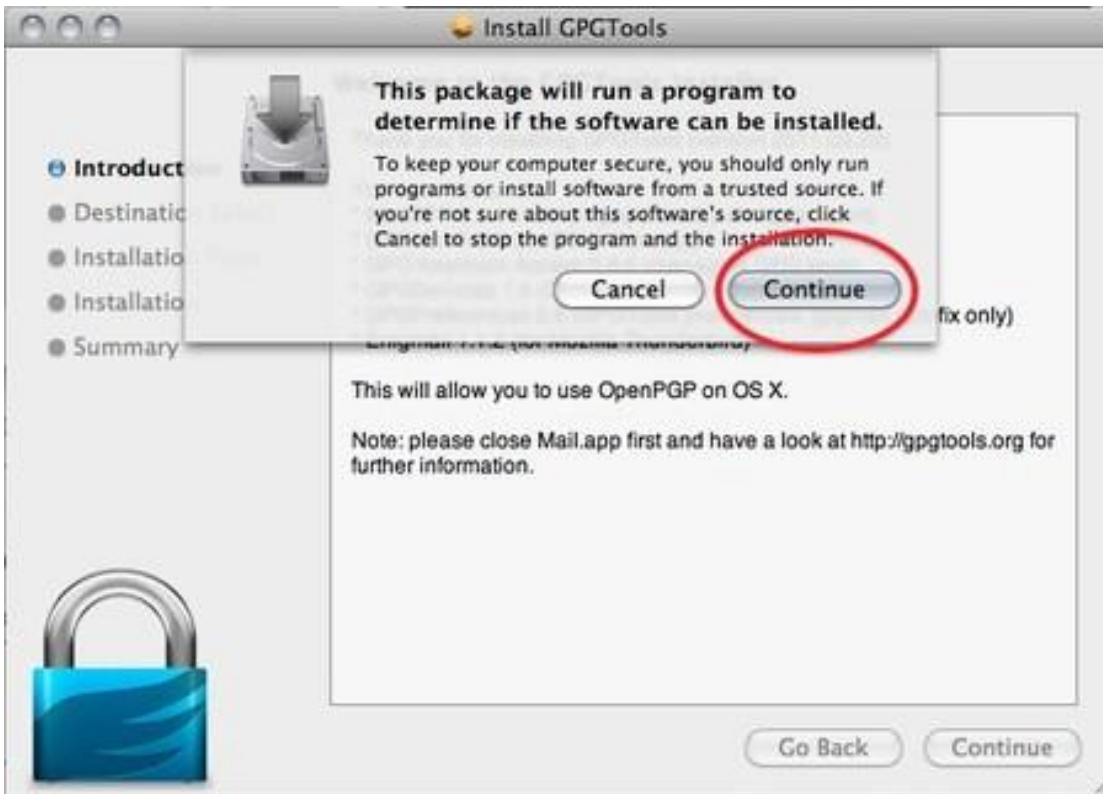 Install GPGTools
This package will run a program to
determine if the software can be installed.
To keep your computer secure, you should only run
programs or install software from a trusted source. If
you're not sure about this software's source, click
Cancel to stop the program and the installation.
Cancel
Continue
Introduct
Destinatio
Installatio
Installatio
Summary
fix only)
This will allow you to use OpenPGP on OS X.
Note: please close Mail.app first and have a look at http://gpgtools.org for
further information.
Go Back
Continue